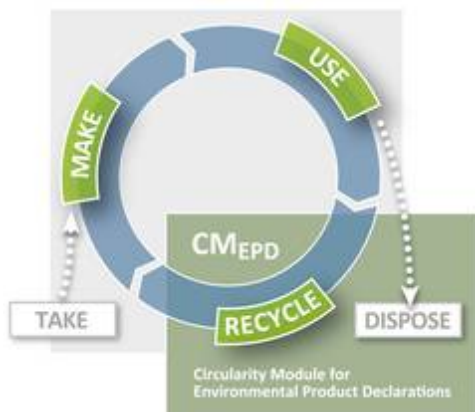 USE
MAKE
CMEPD
TAKE
RECYCLE
DISPOSE
Circularity Module for
Environmental Product Declarations